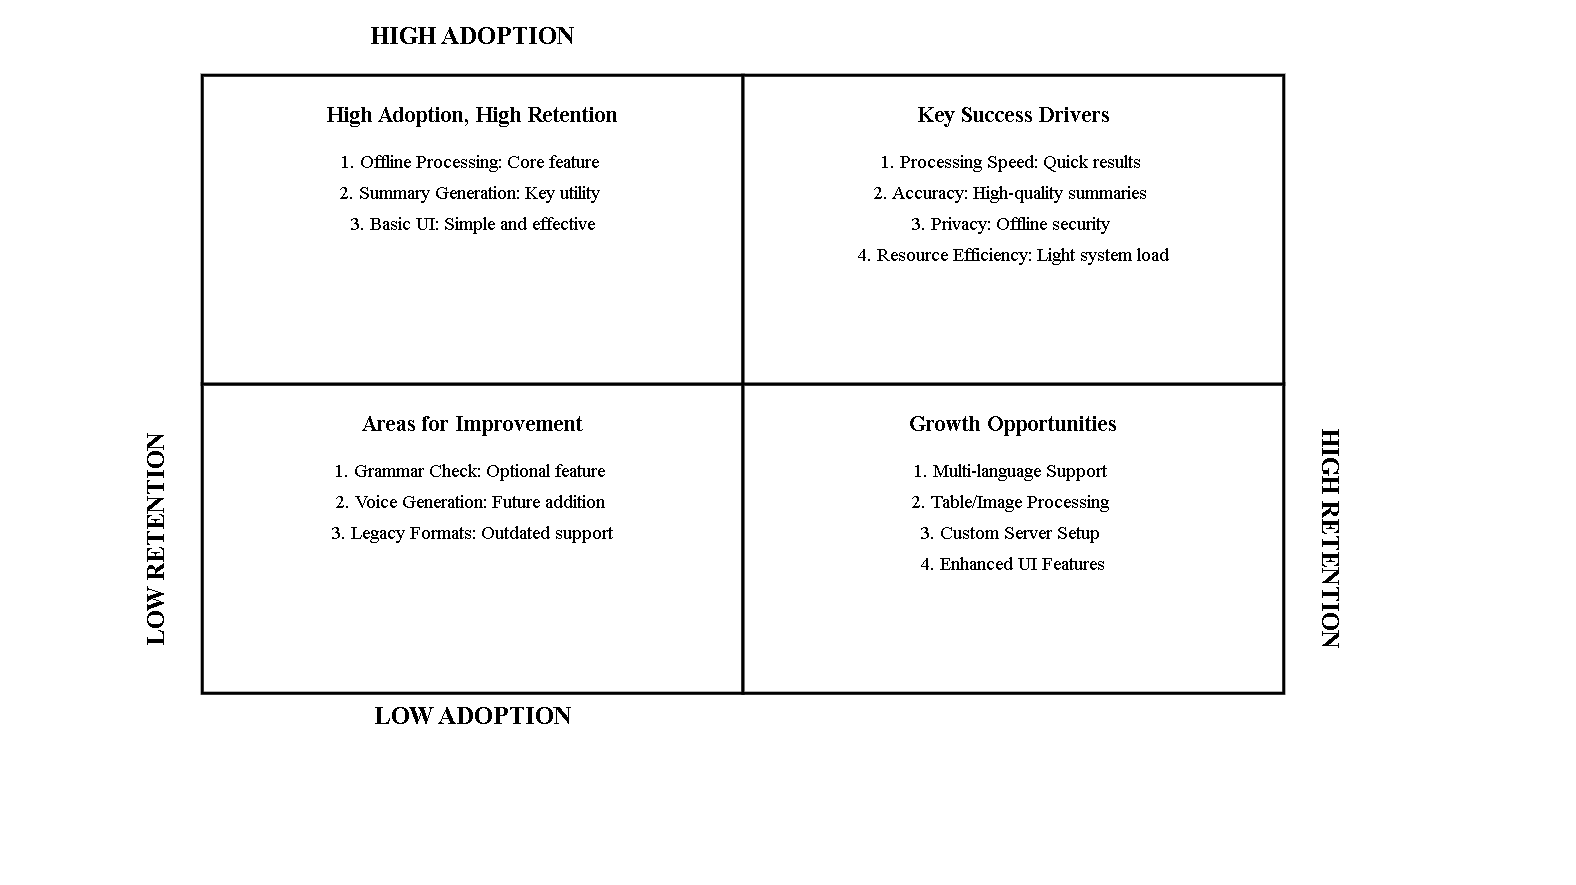 HIGH ADOPTION
High Adoption, High Retention
1. Offline Processing: Core feature
2. Summary Generation: Key utility
3. Basic UI: Simple and effective
Key Success Drivers
1. Processing Speed: Quick results
2. Accuracy: High-quality summaries
3. Privacy: Offline security
4. Resource Efficiency: Light system load
LOW RETENTION
Areas for Improvement
1. Grammar Check: Optional feature
2. Voice Generation: Future addition
3. Legacy Formats: Outdated support
Growth Opportunities
1. Multi-language Support
2. Table/Image Processing
3. Custom Server Setup
4. Enhanced UI Features
HIGH RETENTION
LOW ADOPTION